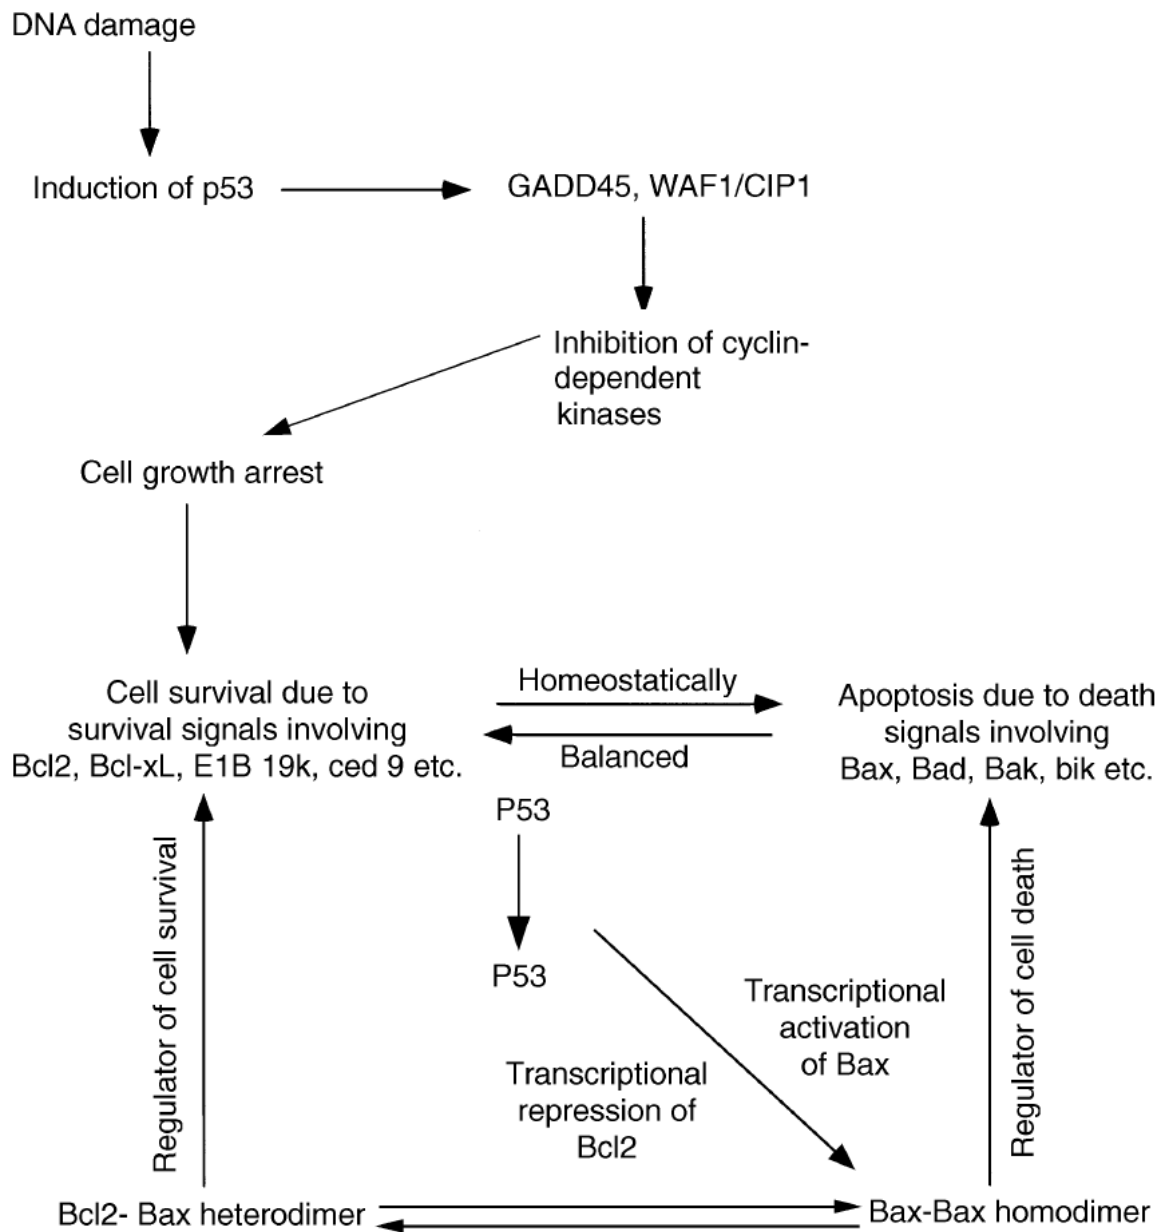 DNA damage
Induction of p53
GADD45, WAF1/CIP1
Inhibition of cyclin-
dependent
kinases
Cell growth arrest
Cell survival due to
survival signals involving
Bcl2, Bcl-xL, E1B 19k, ced 9 etc.
Homeostatically
Balanced
Apoptosis due to death
signals involving
Bax, Bad, Bak, bik etc.
P53
P53
Regulator of cell survival
Transcriptional
repression of
Bcl2
Transcriptional
activation
of Bax
Regulator of cell death
Bcl2- Bax heterodimer
Bax-Bax homodimer